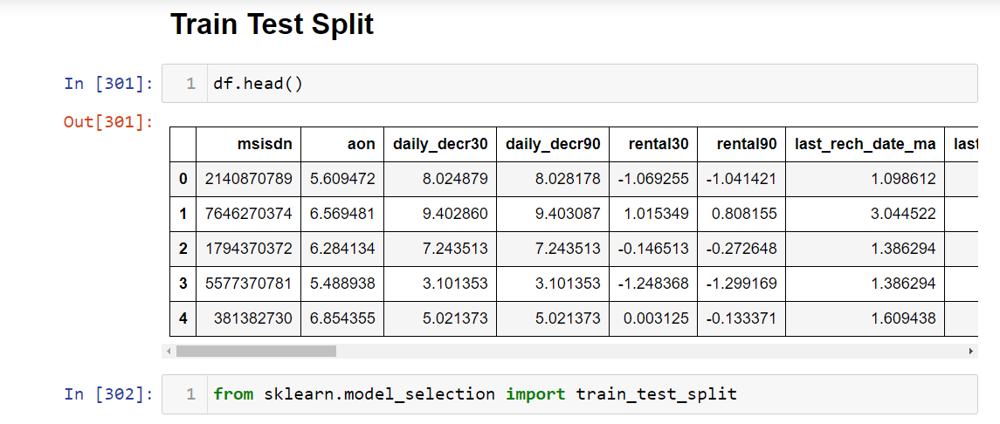 Train Test Split
In [301]: 1 df.head()
Out[301]:
msisdn aon daily_decr30 daily_decr90 rental30 rental90 last_rech_date_ma last
0 2140870789 5.609472 8.024879 8.028178 -1.069255 -1.041421 1.098612
1 7646270374 6.569481 9.402860 9.403087 1.015349 0.808155 3.044522
2 1794370372 6.284134 7.243513 7.243513 -0.146513 -0.272648 1.386294
3 5577370781 5.488938 3.101353 3.101353 -1.248368 -1.299169 1.386294
4 381382730 6.854355 5.021373 5.021373 0.003125 -0.133371 1.609438
In [302]: 1 from sklearn.model_selection import train_test_split